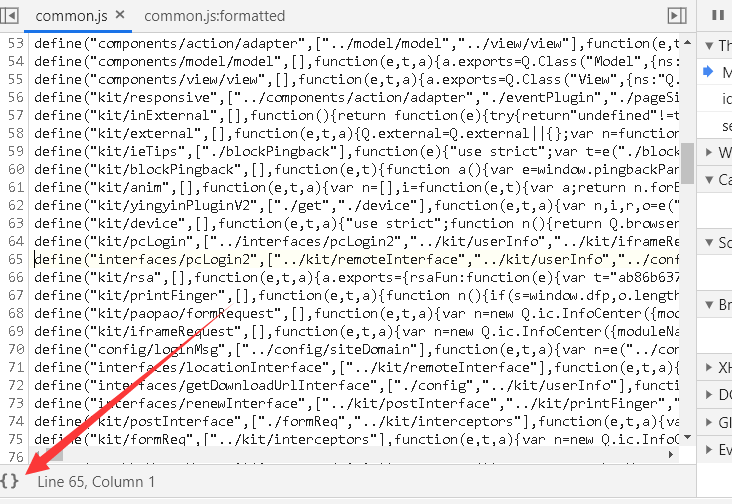 common.js × common.js:formatted
53 define("components/action/adapter",["../model/model","../view/view"],function(e,t
54 define("components/model/model",[],function(e,t,a){a.exports=Q.Class("Model",{ns:
55 define("components/view/view",[],function(e,t,a){a.exports=Q.Class("View",{ns:"Q.
56 define("kit/responsive",["../components/action/adapter","./eventPlugin","./pageSi
57 define("kit/inExternal",[],function(){return function(e){try{return"undefined"!=t
58 define("kit/external",[],function(e,t,a){Q.external=Q.external||{};var n=function
59 define("kit/ieTips",["./blockPingback"],function(e){"use strict";var t=e("./block
60 define("kit/blockPingback",[],function(e,t){function a(){var e=window.pingbackPar
61 define("kit/anim",[],function(e,t,a){var n=[],i=function(t){var a;return n.forE
62 define("kit/yingyinPluginV2",["./get","./device"],function(e,t,a){var n,i,r,o=e("
63 define("kit/device",[],function(e,t,a){"use strict";function n(){return Q.browser
64 define("kit/pcLogin",["../interfaces/pcLogin2","../kit/userInfo","../kit/iframeRe
65 define("interfaces/pcLogin2",["../kit/remoteInterface","../kit/userInfo","../conf
66 define("kit/rsa",[],function(e,t,a){a.exports={rsaFun:function(e){var t="ab86b637
67 define("kit/printFinger",[],function(e,t,a){function n(){if(s=window.dfp,o.length
68 define("kit/paopao/formRequest",[],function(e,t,a){var n=new Q.ic.InfoCenter({mod
69 define("kit/iframeRequest",[],function(e,t,a){var n=new Q.ic.InfoCenter({moduleNa
70 define("config/loginMsg",["../config/siteDomain"],function(e,t,a){var n=e("../con
71 define("interfaces/locationInterface",["../kit/remoteInterface"],function(e,t,a){
72 define("interfaces/getDownloadUrlInterface",["./config","../kit/userInfo"],functi
73 define("interfaces/renewInterface",["../kit/postInterface","../kit/printFinger","
74 define("kit/postInterface",["./formReq","../kit/interceptors"],function(e,t,a){va
75 define("kit/formReq",["../kit/interceptors"],function(e,t,a){var n=new Q.ic.InfoC
76
{} Line 65, Column 1
Th
M
ic
se
W
Ca
Sc
Br
XH
DO
Gl
Ev